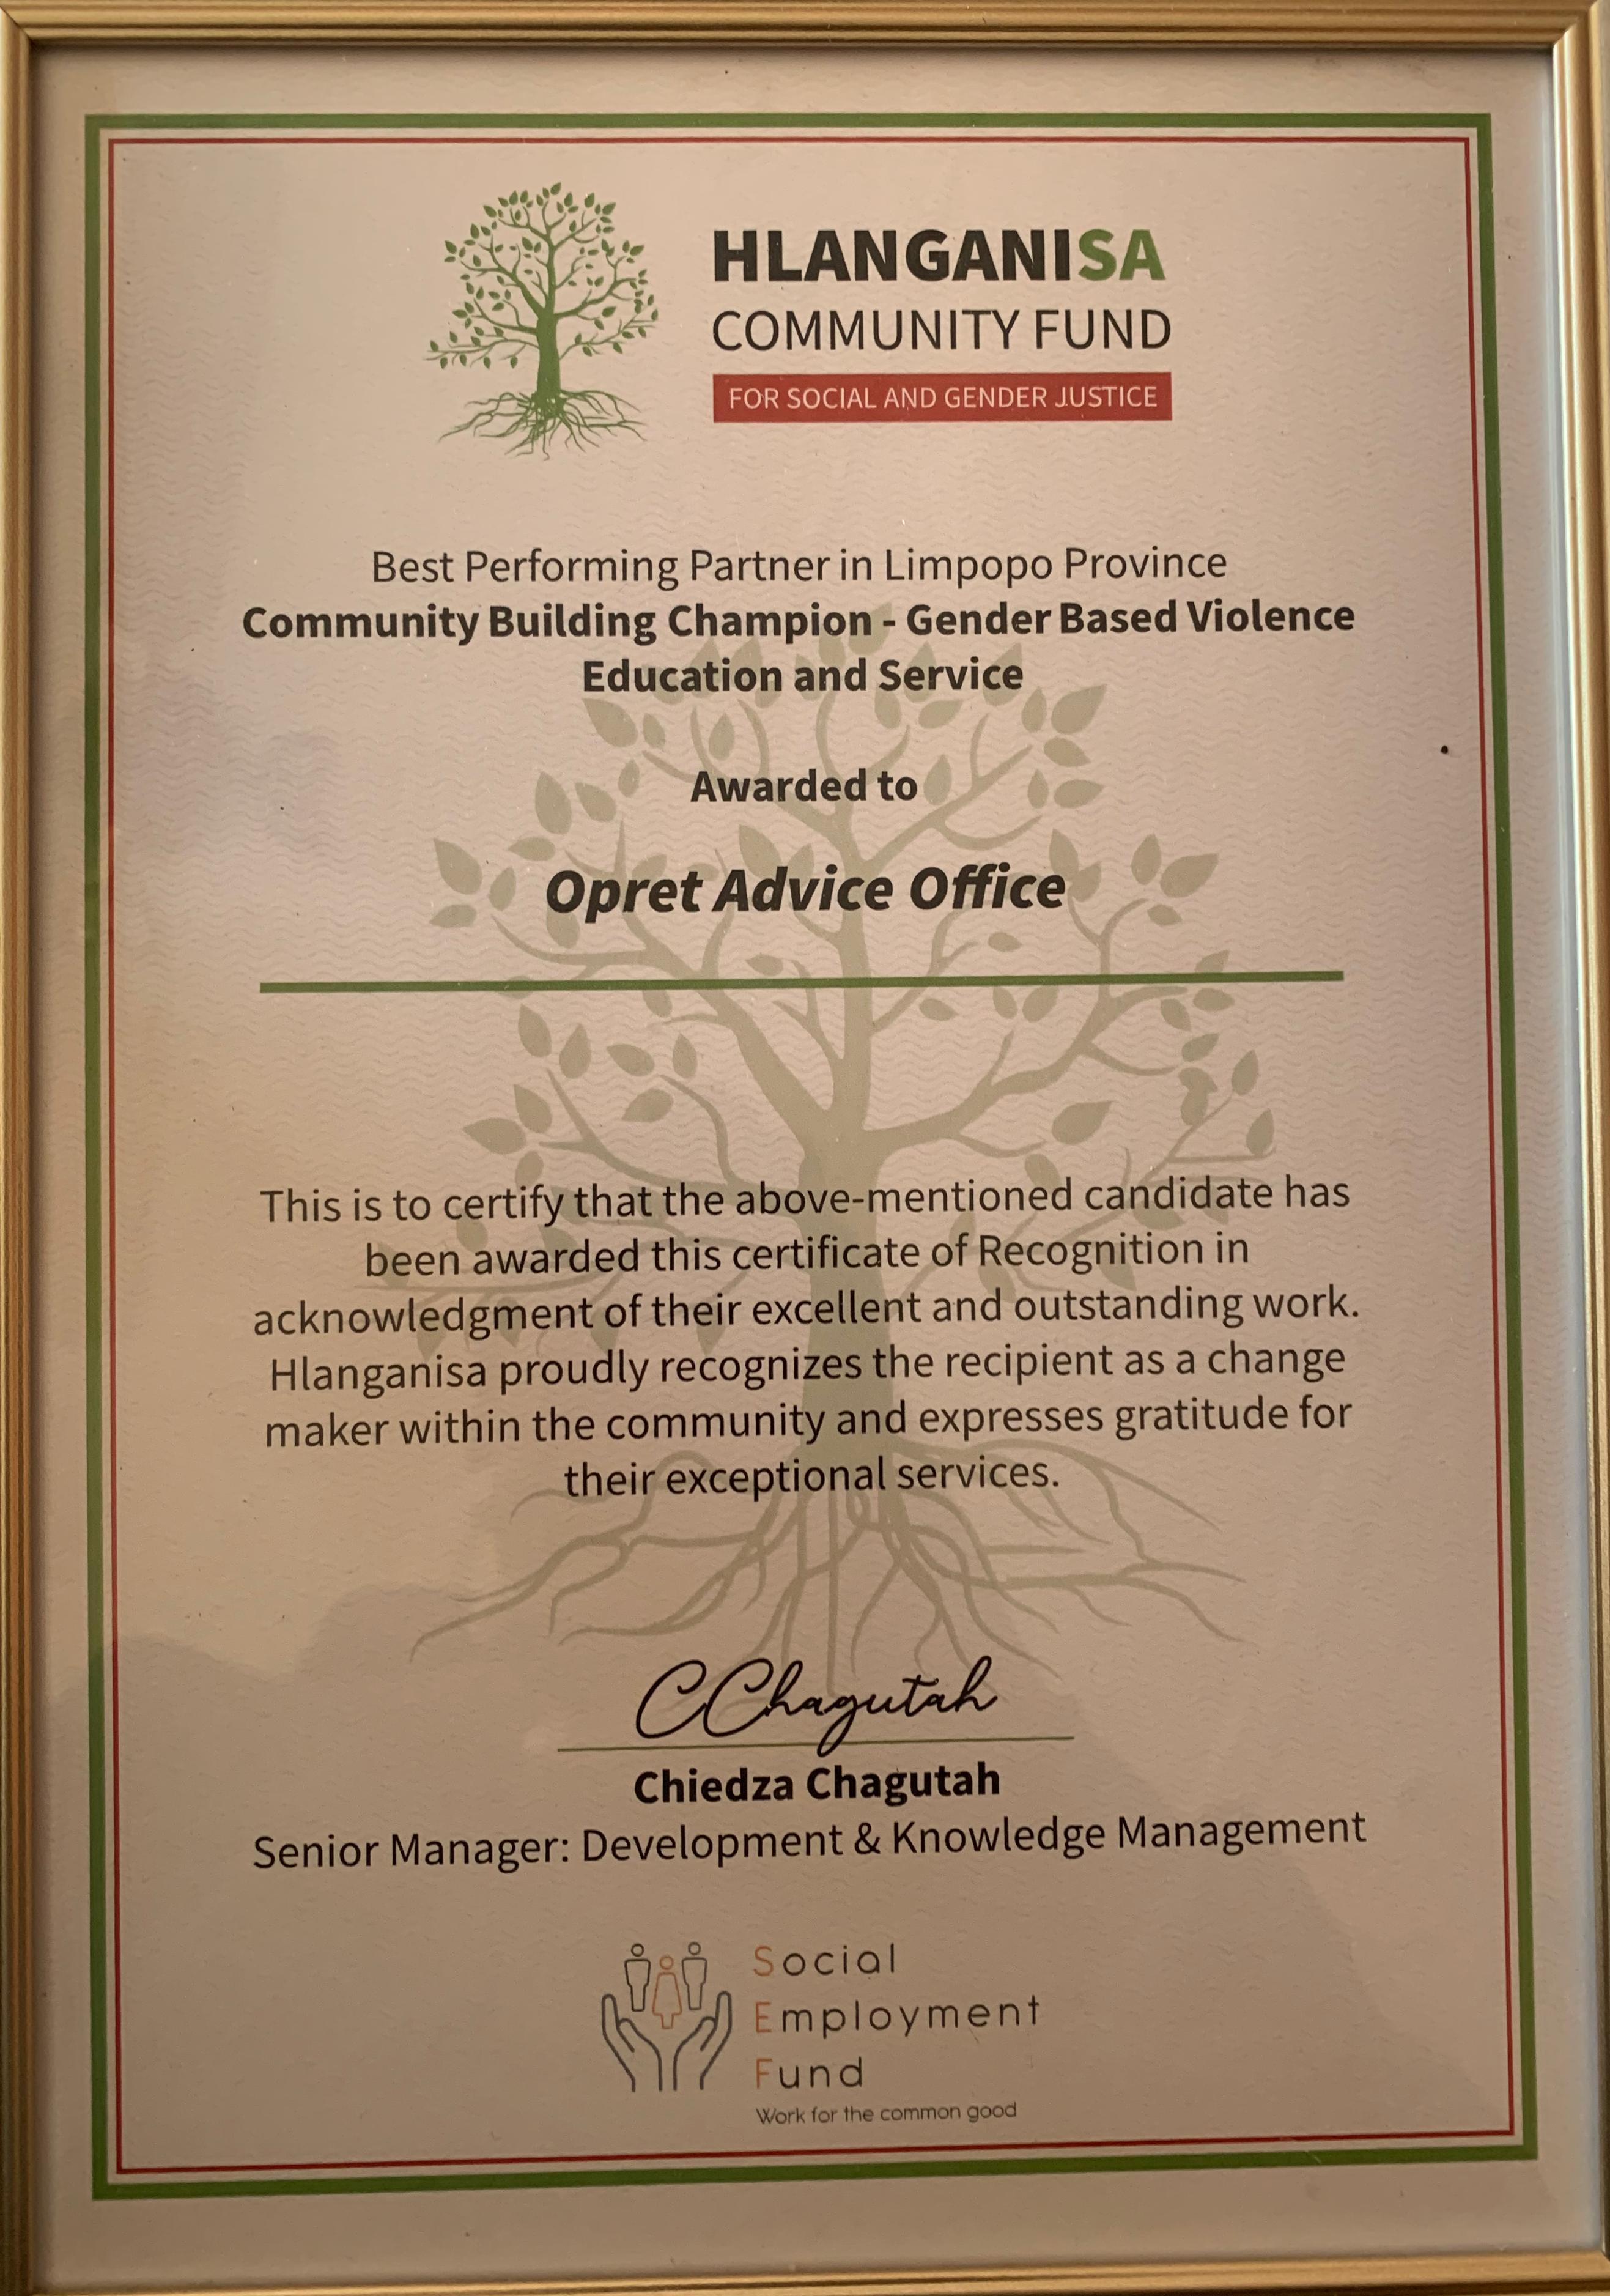 HLANGANISA
COMMUNITY FUND
FOR SOCIAL AND GENDER JUSTICE
Best Performing Partner in Limpopo Province
Community Building Champion - Gender Based Violence
Education and Service
Awarded to
Opret Advice Office
This is to certify that the above-mentioned candidate has
been awarded this certificate of Recognition in
acknowledgment of their excellent and outstanding work.
Hlanganisa proudly recognizes the recipient as a change
maker within the community and expresses gratitude for
their exceptional services.
CChagutah
Chiedza Chagutah
Senior Manager: Development & Knowledge Management
Social
Employment
Fund
Work for the common good